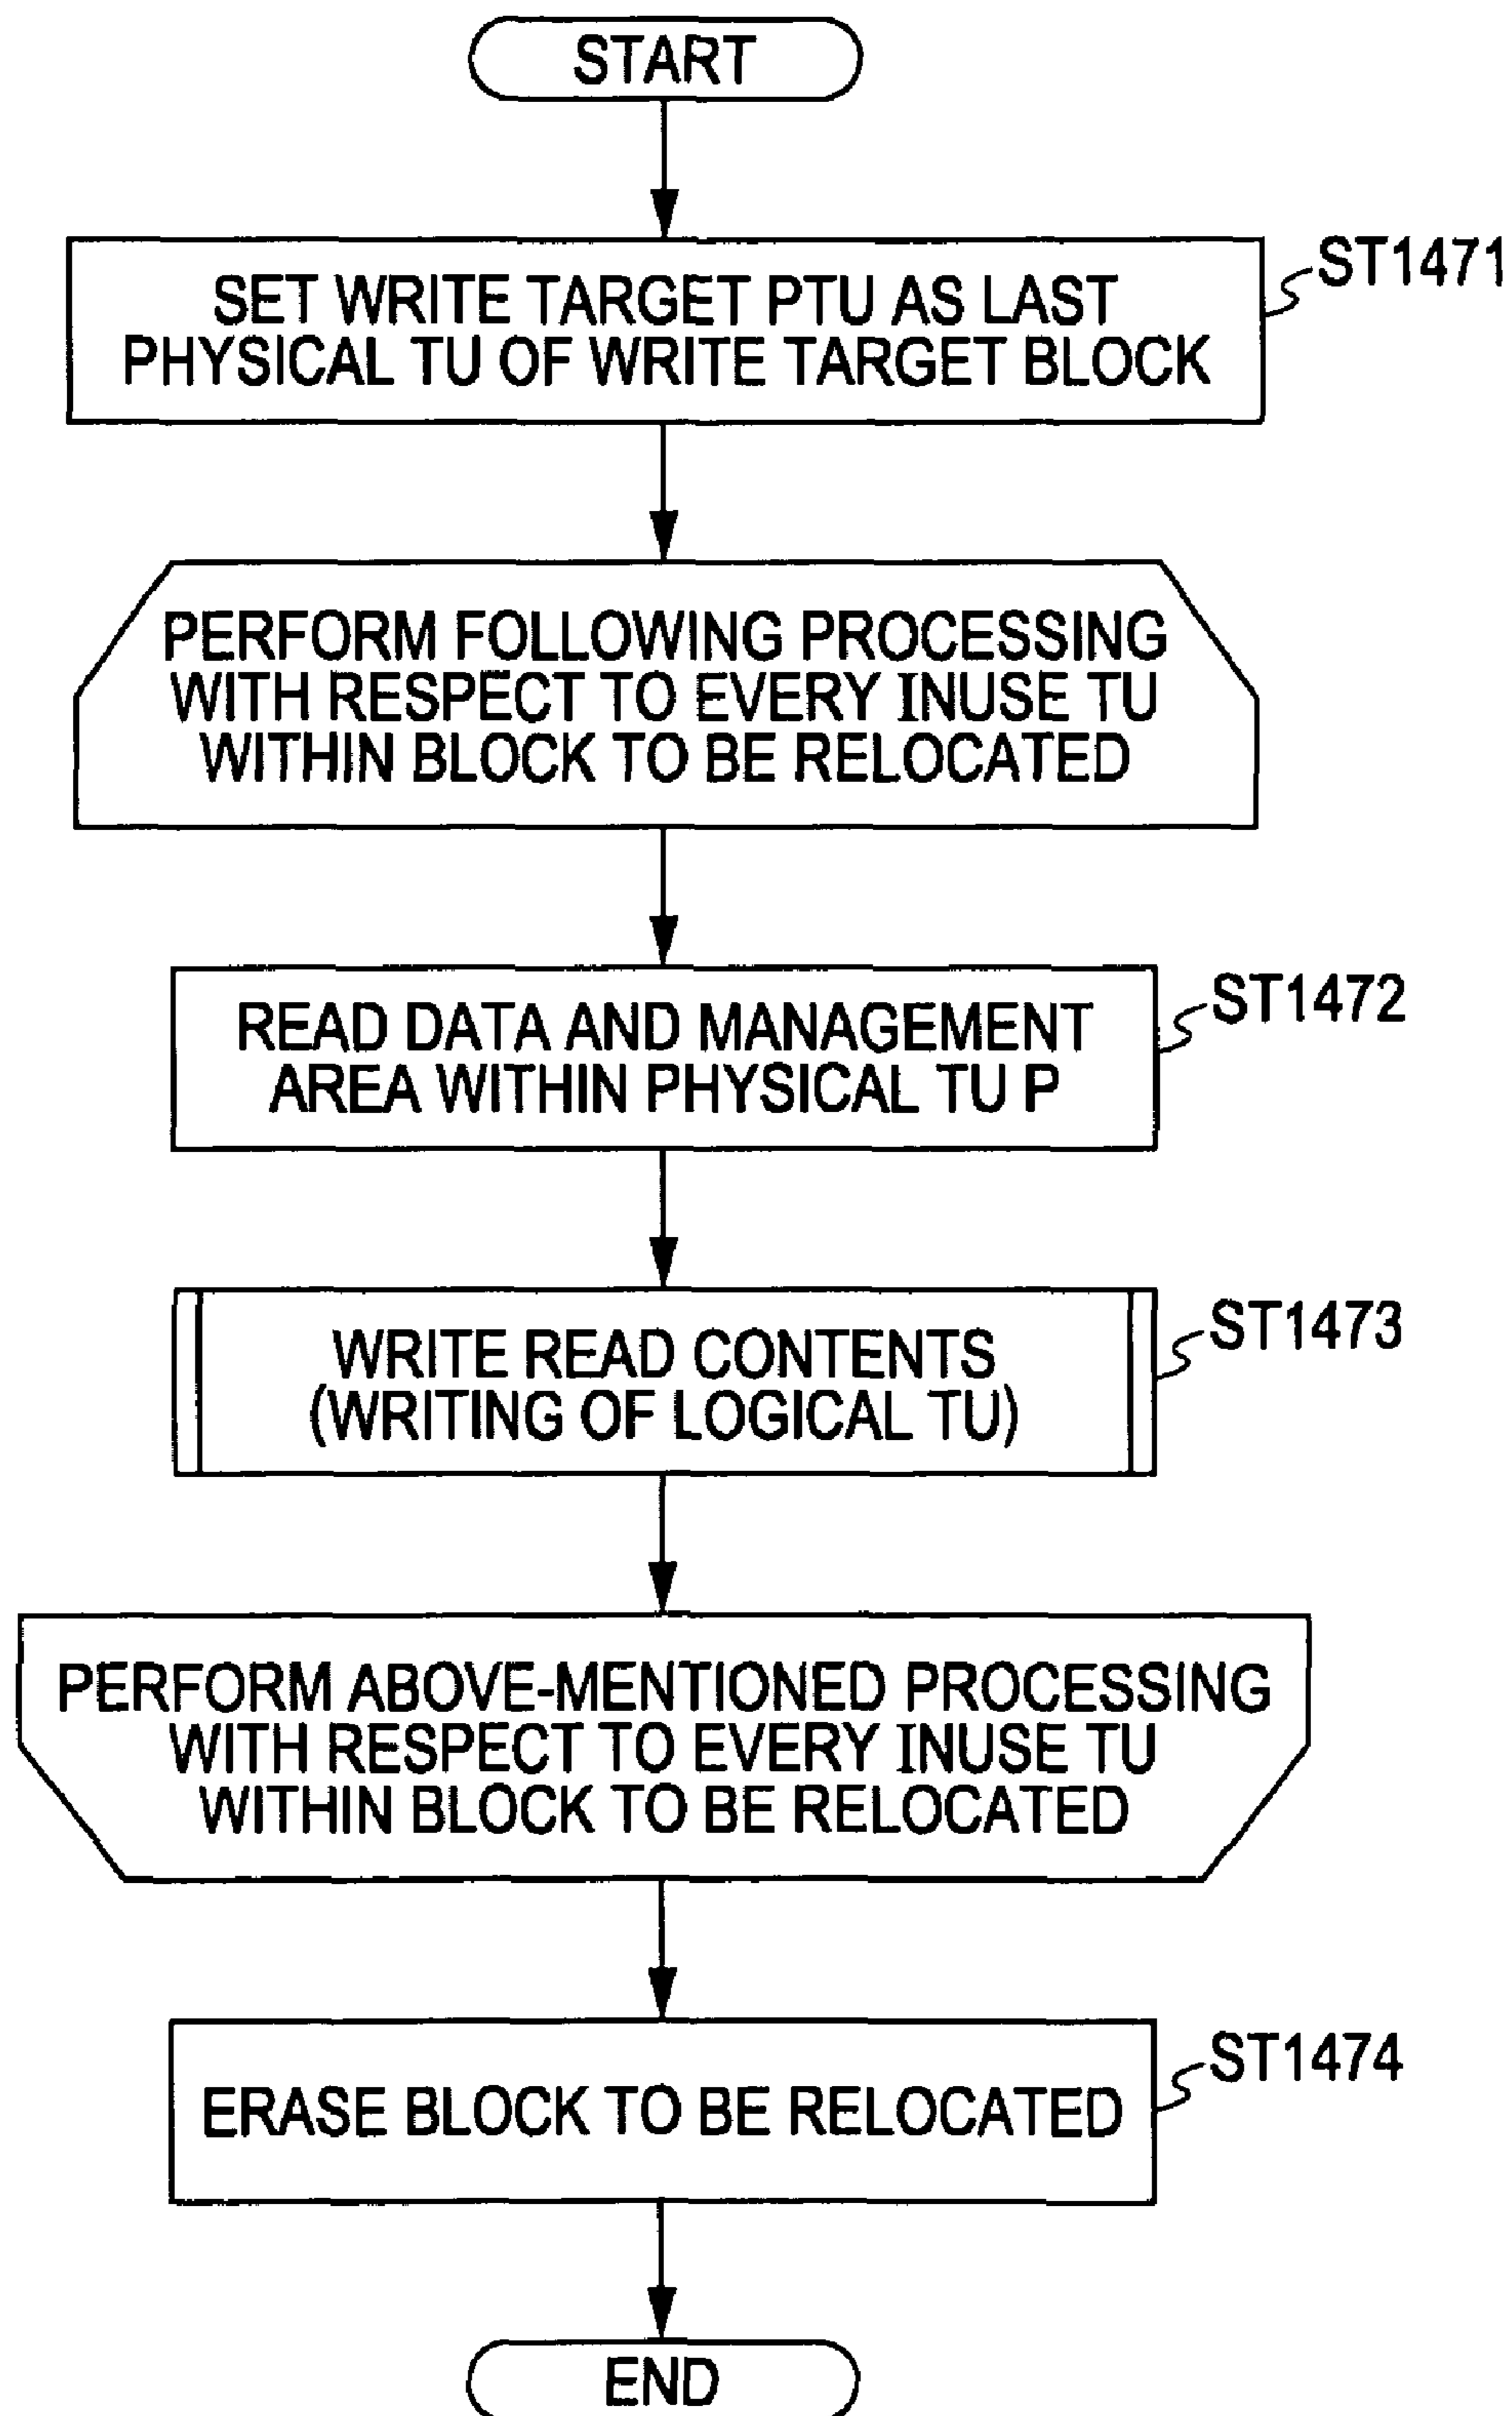 START
SET WRITE TARGET PTU AS LAST
PHYSICAL TU OF WRITE TARGET BLOCK
ST1471
PERFORM FOLLOWING PROCESSING
WITH RESPECT TO EVERY INUSE TU
WITHIN BLOCK TO BE RELOCATED
READ DATA AND MANAGEMENT
AREA WITHIN PHYSICAL TU P
ST1472
WRITE READ CONTENTS
(WRITING OF LOGICAL TU)
ST1473
PERFORM ABOVE-MENTIONED PROCESSING
WITH RESPECT TO EVERY INUSE TU
WITHIN BLOCK TO BE RELOCATED
ERASE BLOCK TO BE RELOCATED
ST1474
END